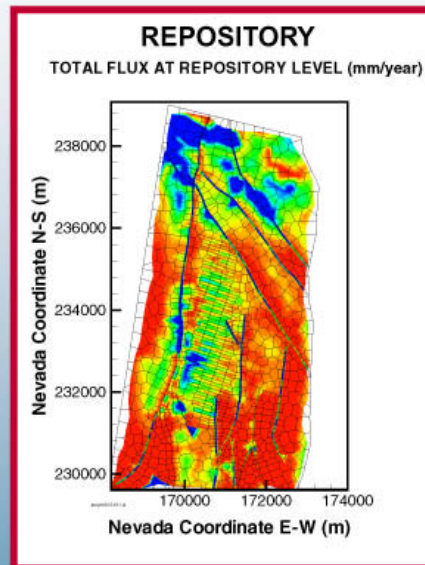 REPOSITORY
TOTAL FLUX AT REPOSITORY LEVEL (mm/year)
Nevada Coordinate N-S (m)
238000
236000
234000
232000
230000
170000 172000 174000
Nevada Coordinate E-W (m)